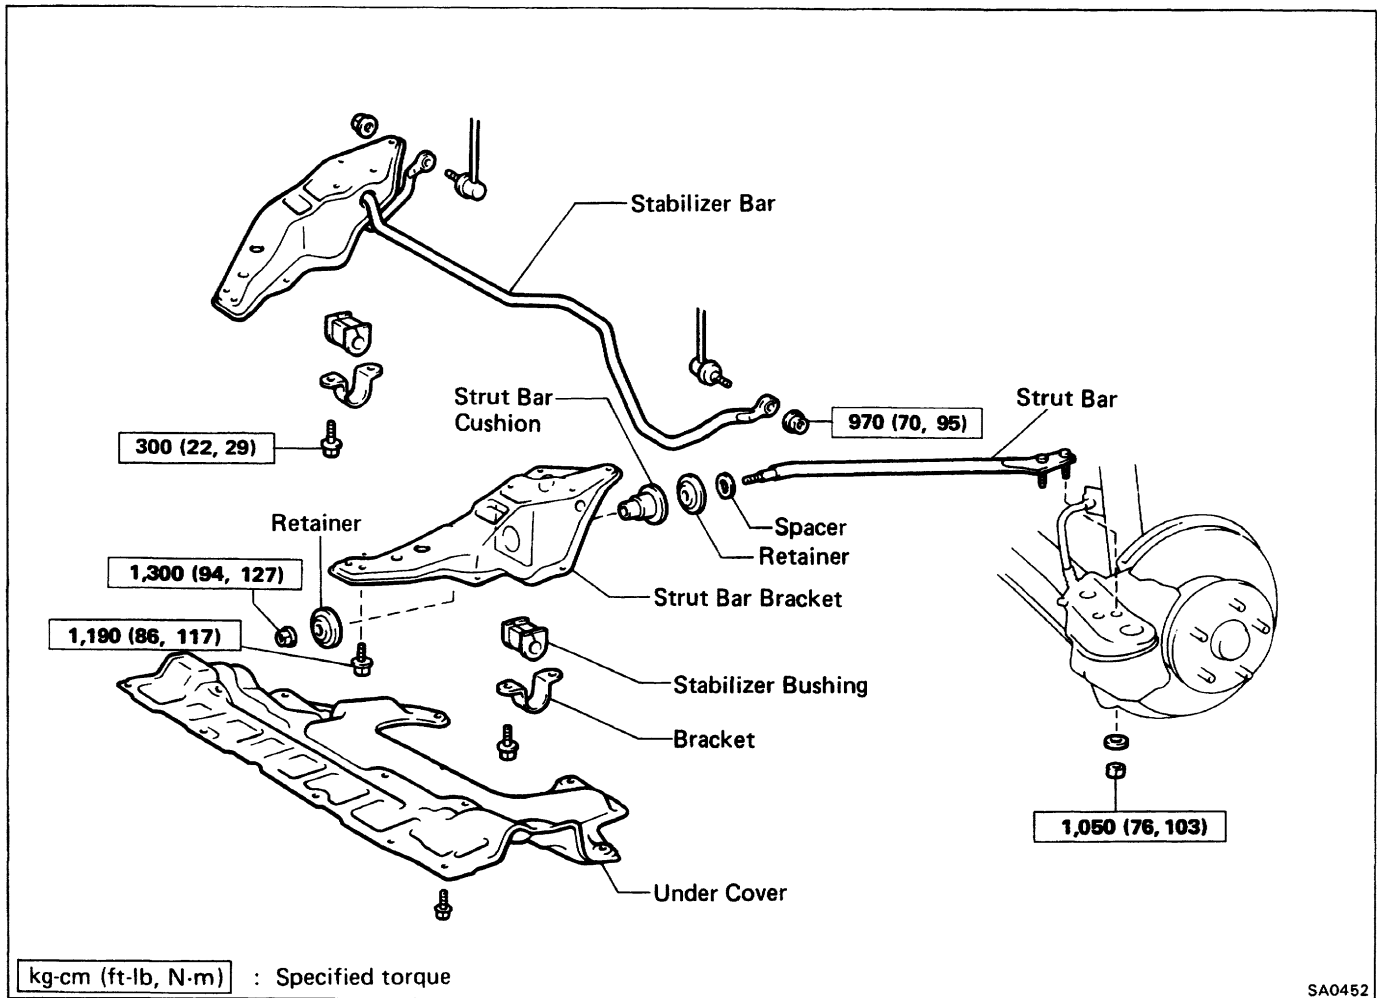 Stabilizer Bar
Strut Bar
Cushion
970 (70, 95)
Strut Bar
300 (22, 29)
Retainer
Spacer
Retainer
1,300 (94, 127)
Strut Bar Bracket
1,190 (86, 117)
Stabilizer Bushing
Bracket
1,050 (76, 103)
Under Cover
kg-cm (ft-lb, N·m) : Specified torque
SA0452